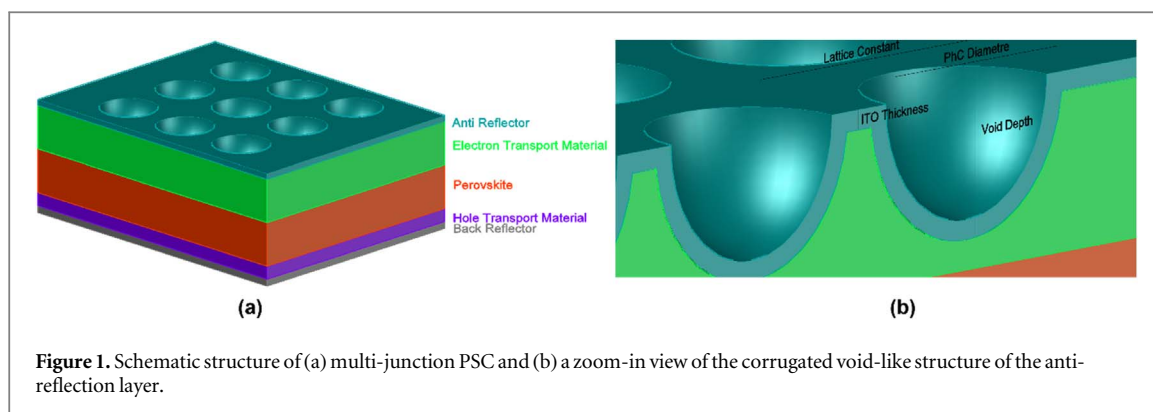 Anti Reflector
Electron Transport Material
Perovskite
Hole Transport Material
Back Reflector
(a)
Lattice Constant
PhC Diametre
ITO Thickness
Void Depth
(b)
Figure 1. Schematic structure of (a) multi-junction PSC and (b) a zoom-in view of the corrugated void-like structure of the anti-
reflection layer.